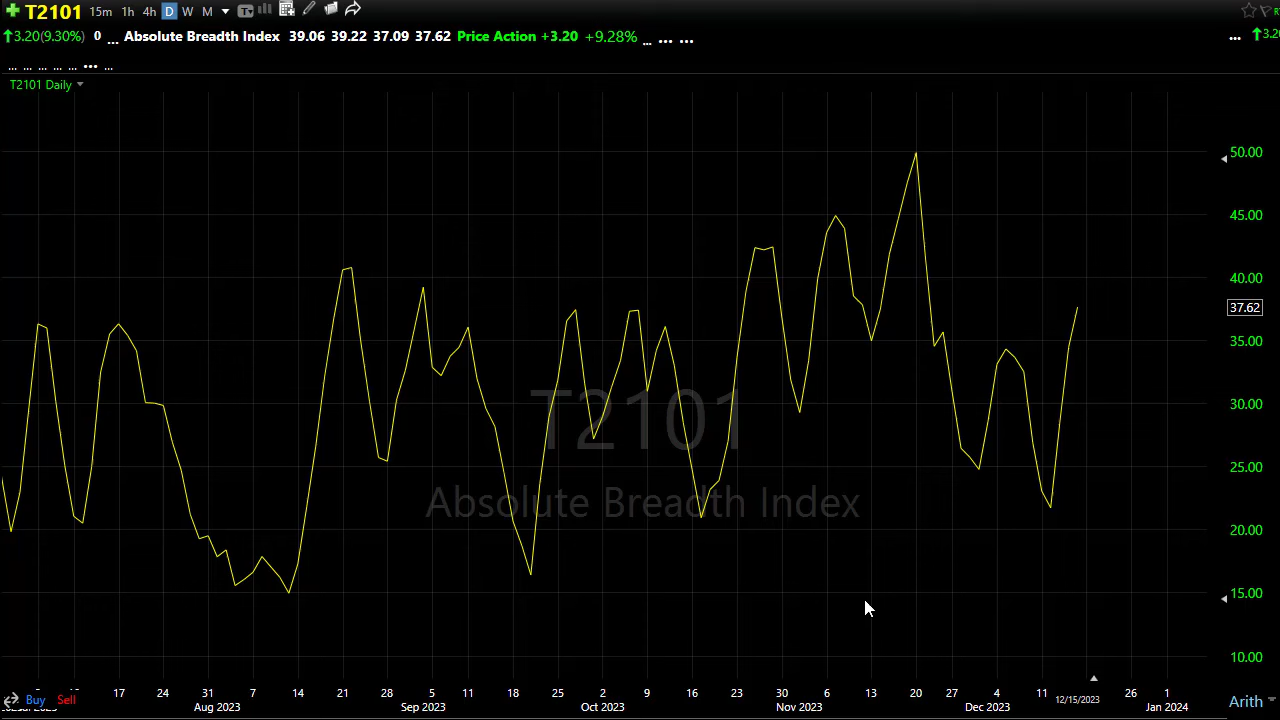 T2101 15m 1h 4h D W M
3.20(9.30%) 0 ... Absolute Breadth Index 39.06 39.22 37.09 37.62 Price Action +3.20 +9.28% ... ... ... ... 3.20
... ... ... ... ... ... ...
T2101 Daily
50.00
45.00
40.00
37.62
35.00
30.00
T2101
25.00
Absolute Breadth Index
20.00
15.00
10.00
Buy Sell 17 24 31 7 14 21 28 5 11 18 25 2 9 16 23 30 6 13 20 27 4 11 12/15/2023 26 1 Arith
Aug 2023 Sep 2023 Oct 2023 Nov 2023 Dec 2023 Jan 2024